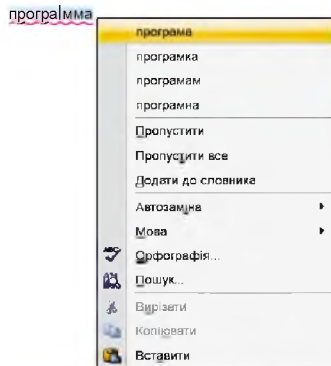 программа
програма
програмка
програмам
програмна
Пропустити
Пропустити все
Додати до словника
Автозаміна
Мова
Орфографія...
Пошук...
Вирізати
Копіювати
Вставити